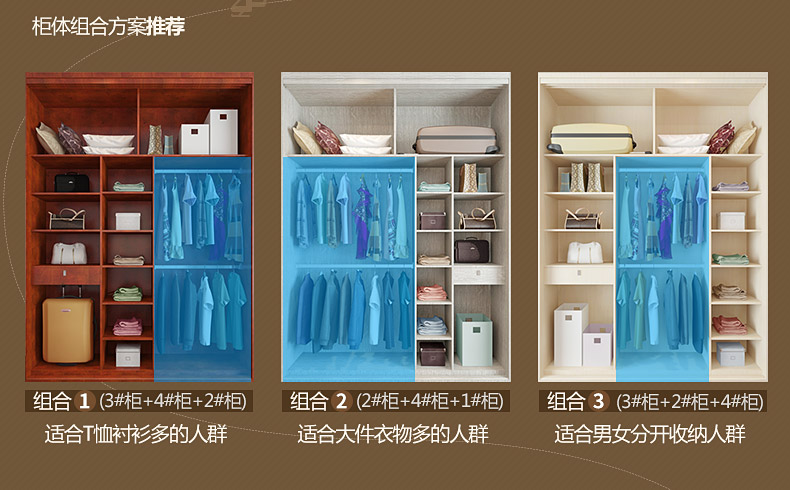 柜体组合方案推荐
组合 1 (3#柜+4#柜+2#柜)
适合T恤衬衫多的人群
组合 2 (2#柜+4#柜+1#柜)
适合大件衣物多的人群
组合 3 (3#柜+2#柜+4#柜)
适合男女分开收纳人群